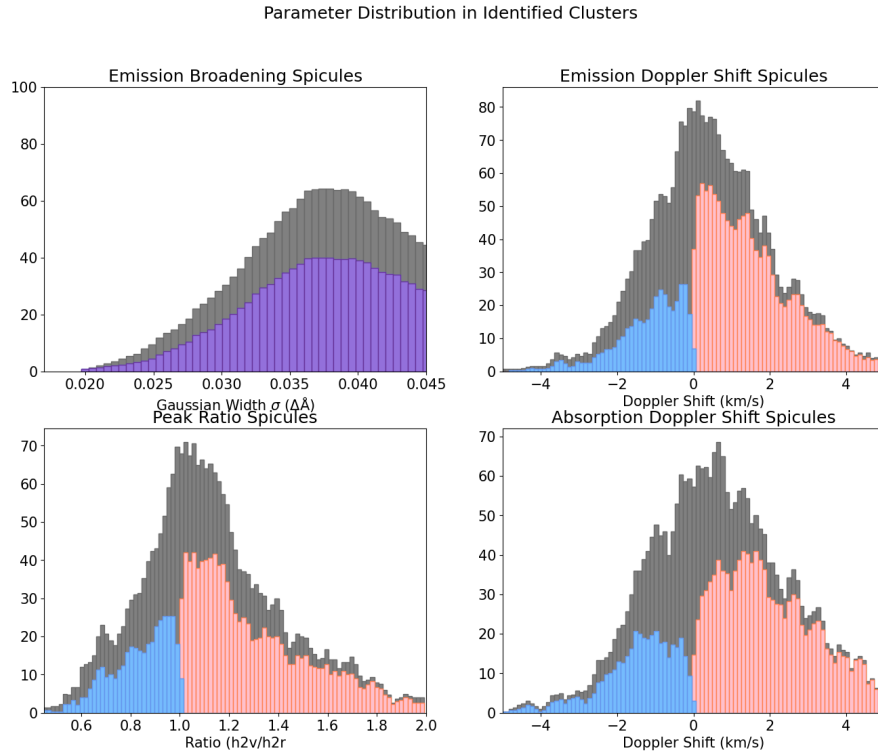 Parameter Distribution in Identified Clusters
Emission Broadening Spicules
100
80
60
40
20
0
0.020 0.025 0.030 0.035 0.040 0.045
Gaussian Width σ (ΔÅ)
Emission Doppler Shift Spicules
80
70
60
50
40
30
20
10
0
−4 −2 0 2 4
Doppler Shift (km/s)
Peak Ratio Spicules
70
60
50
40
30
20
10
0
0.6 0.8 1.0 1.2 1.4 1.6 1.8 2.0
Ratio (h2v/h2r
Absorption Doppler Shift Spicules
70
60
50
40
30
20
10
0
−4 −2 0 2 4
Doppler Shift (km/s)